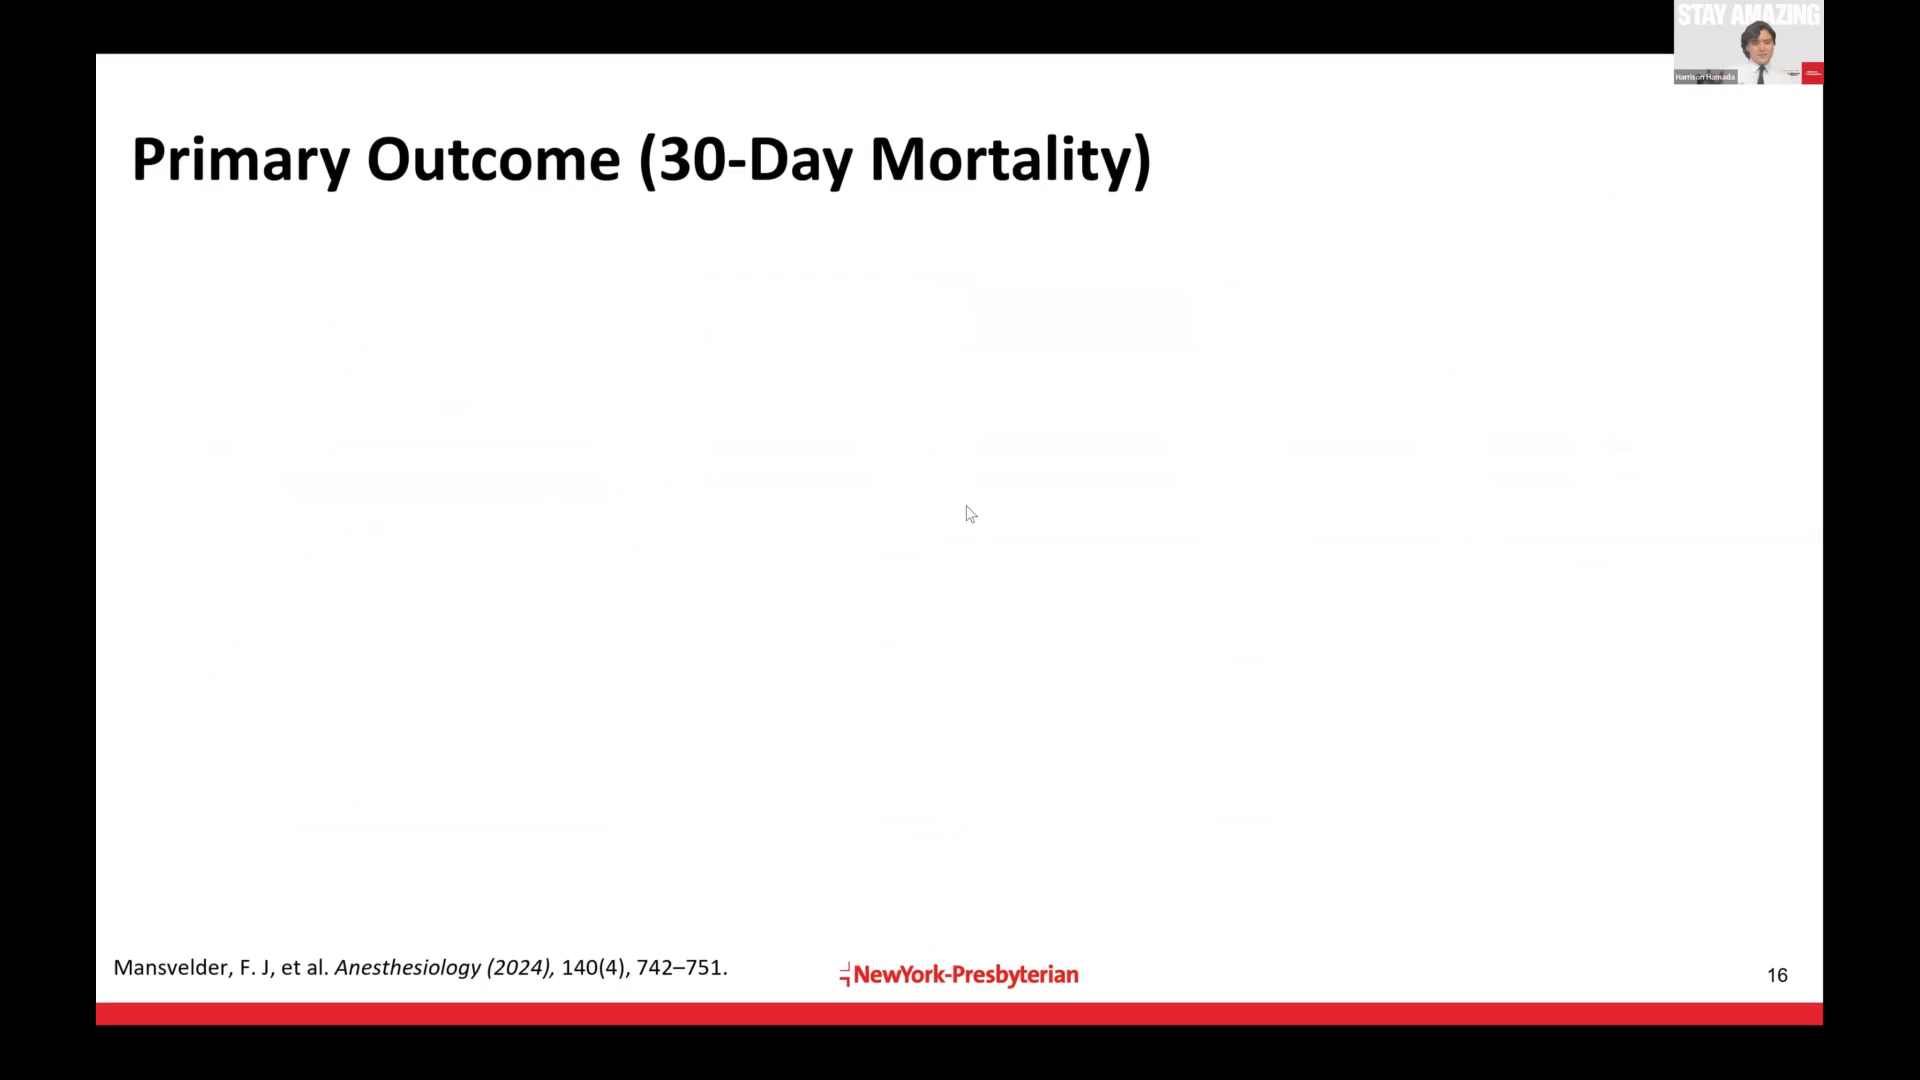 STAY AMAZING
Harrison Hamada
Primary Outcome (30-Day Mortality)
Mansvelder, F. J, et al. Anesthesiology (2024), 140(4), 742–751.
NewYork-Presbyterian
16